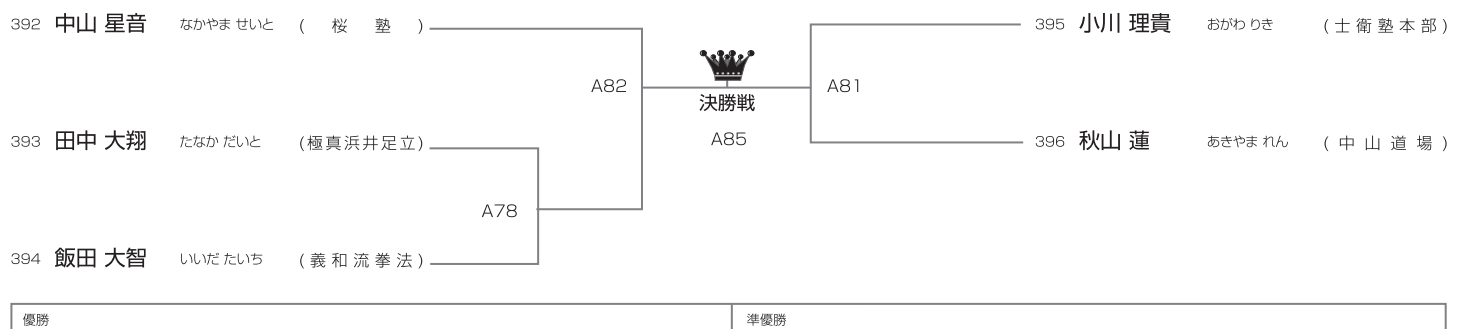 392 中山 星音 なかやま せいと ( 桜 塾 )
A82
393 田中 大翔 たなか だいと (極真浜井足立)
A78
394 飯田 大智 いいだ たいち ( 義 和 流 拳 法 )
決勝戦
A85
395 小川 理貴 おがわ りき ( 士 衛 塾 本 部 )
A81
396 秋山 蓮 あきやま れん ( 中 山 道 場 )
優勝
準優勝